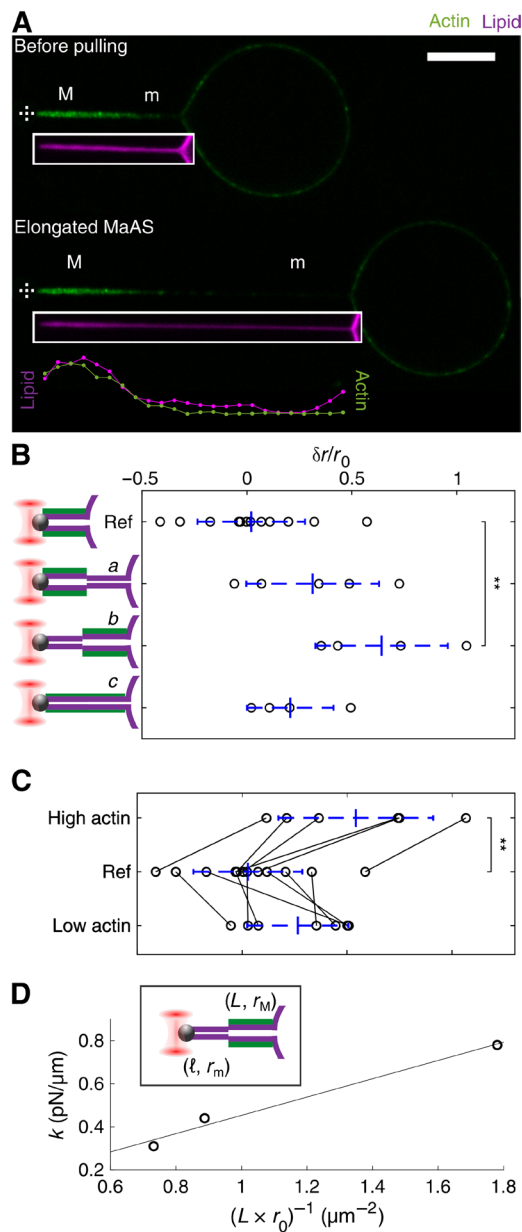 A
Actin Lipid
Before pulling
M m
Elongated MaAS
M m
Lipid Actin
B
δr/r0
−0.5 0 0.5 1
Ref
a
b
c
**
C
High actin
Ref
Low actin
**
D
(L, rM)
(ℓ, rm)
k (pN/μm)
0.8
0.6
0.4
0.2
0.6 0.8 1 1.2 1.4 1.6 1.8
(L × r0)−1 (μm−2)